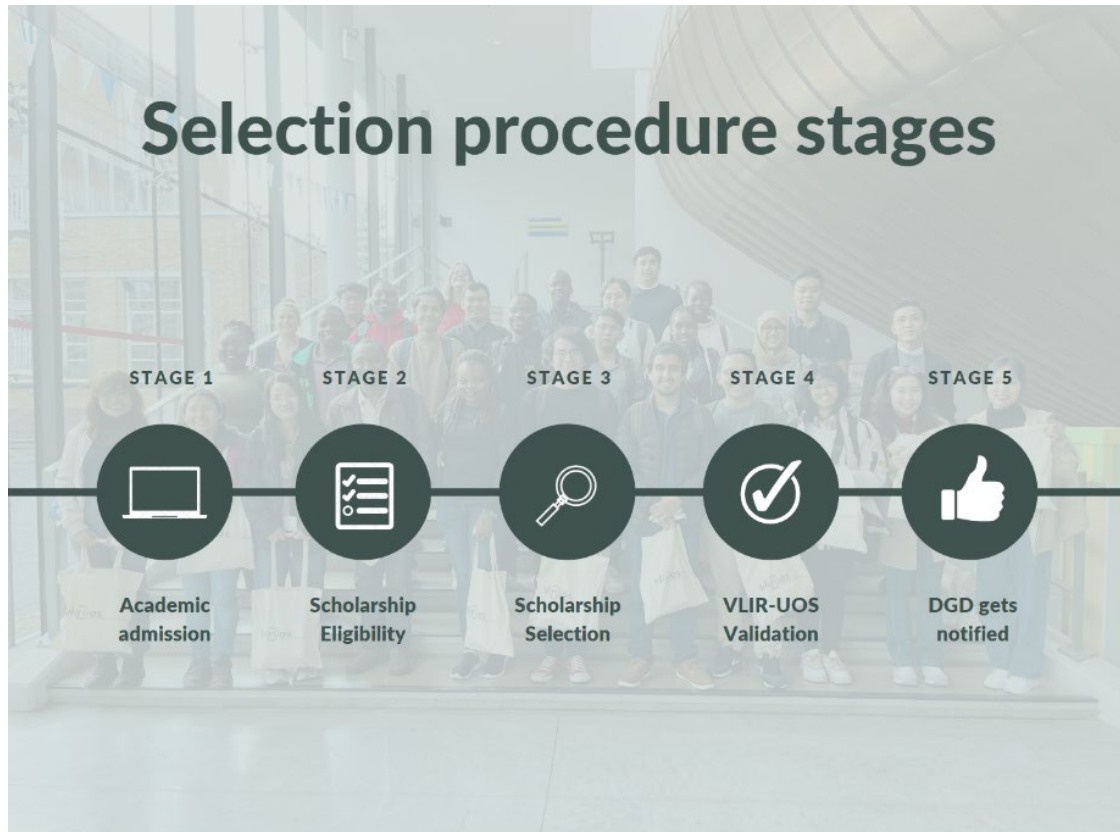 Selection procedure stages
STAGE 1
STAGE 2
STAGE 3
STAGE 4
STAGE 5
Academic
admission
Scholarship
Eligibility
Scholarship
Selection
VLIR-UOS
Validation
DGD gets
notified